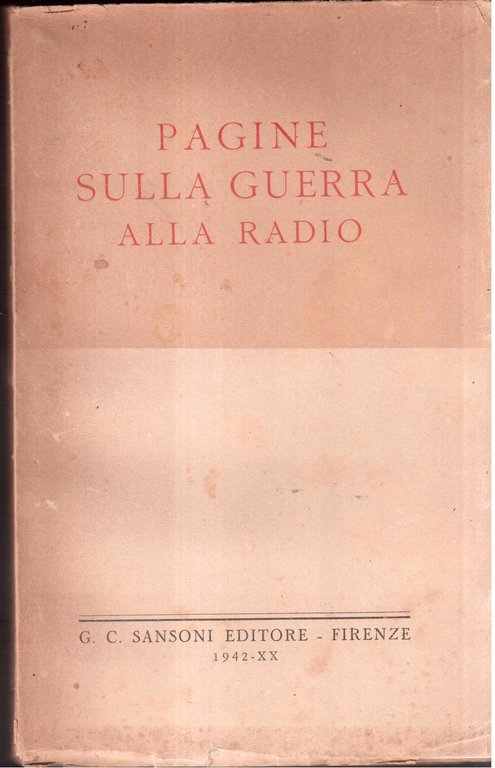 PAGINE
SULLA GUERRA
ALLA RADIO
G. C. SANSONI EDITORE - FIRENZE
1942-XX